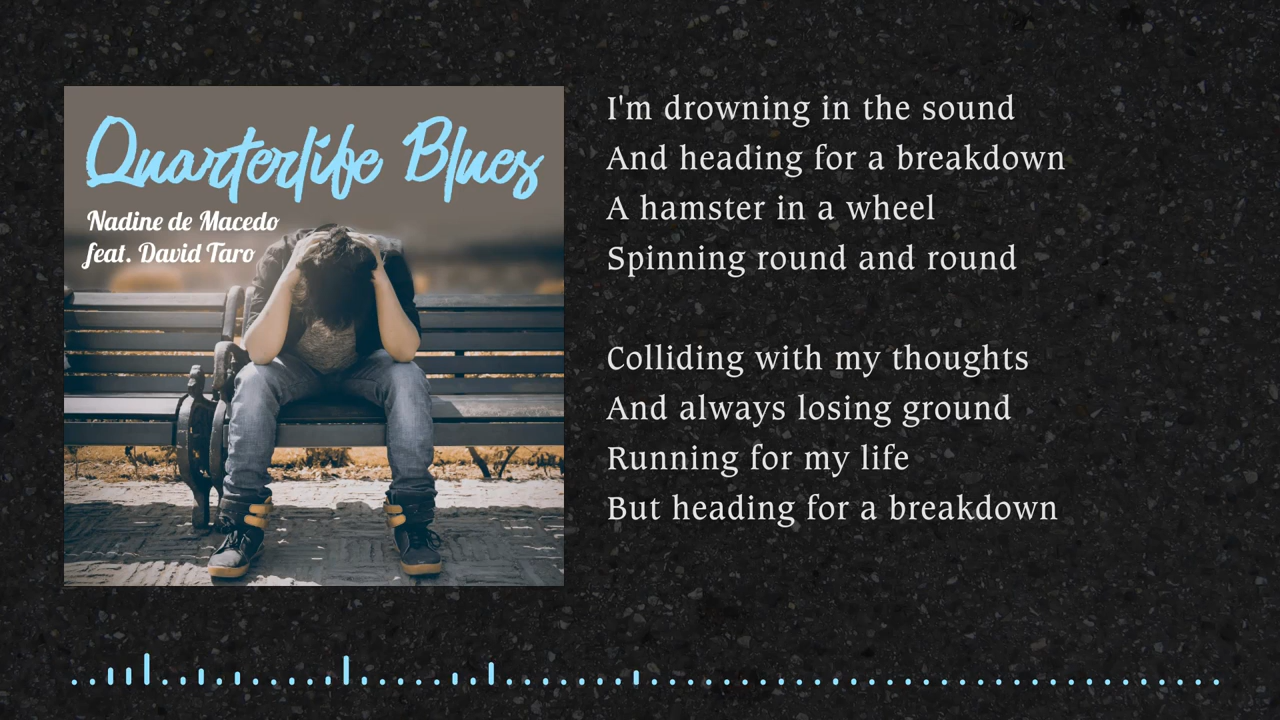 Quarterlife Blues
Nadine de Macedo
feat. David Taro
I'm drowning in the sound
And heading for a breakdown
A hamster in a wheel
Spinning round and round
Colliding with my thoughts
And always losing ground
Running for my life
But heading for a breakdown